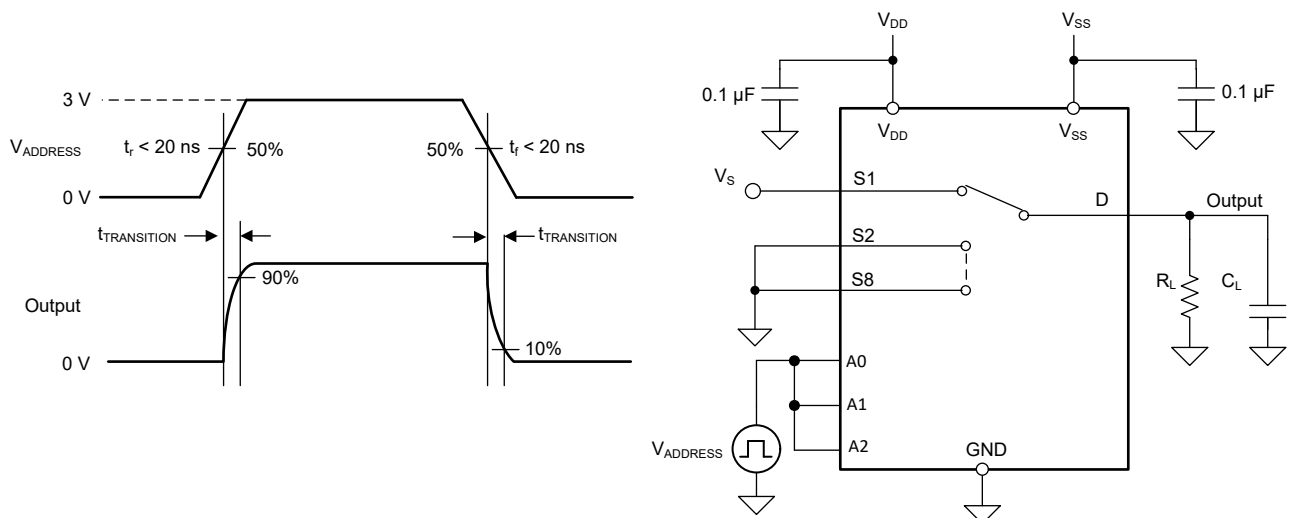 3 V
V_ADDRESS
t_r < 20 ns
50%
50%
t_f < 20 ns
0 V
t_TRANSITION
t_TRANSITION
90%
Output
0 V
10%
V_DD
V_SS
0.1 µF
0.1 µF
V_DD
V_SS
V_S
S1
D
Output
S2
S8
R_L
C_L
A0
A1
A2
V_ADDRESS
GND